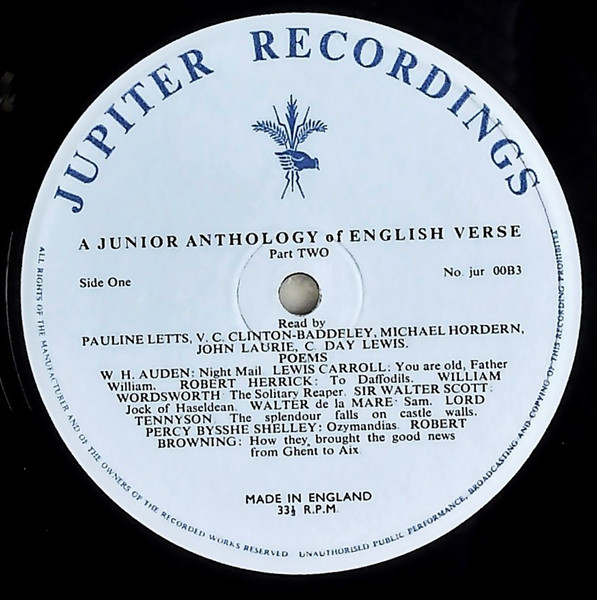 JUPITER RECORDINGS
A JUNIOR ANTHOLOGY of ENGLISH VERSE
Part TWO
Side One
No. jur 00B3
Read by
PAULINE LETTS, V. C. CLINTON-BADDELEY, MICHAEL HORDERN,
JOHN LAURIE, C. DAY LEWIS.
POEMS
W. H. AUDEN: Night Mail. LEWIS CARROLL: You are old, Father
William. ROBERT HERRICK: To Daffodils. WILLIAM
WORDSWORTH The Solitary Reaper. SIR WALTER SCOTT:
Jock of Haseldean. WALTER de la MARE: Sam. LORD
TENNYSON The splendour falls on castle walls.
PERCY BYSSHE SHELLEY: Ozymandias. ROBERT
BROWNING: How they brought the good news
from Ghent to Aix.
MADE IN ENGLAND
33⅓ R.P.M.
ALL RIGHTS OF THE MANUFACTURER AND OF THE OWNERS OF THE RECORDED WORKS RESERVED UNAUTHORISED PUBLIC PERFORMANCE, BROADCASTING AND COPYING OF THIS RECORDING PROHIBITED